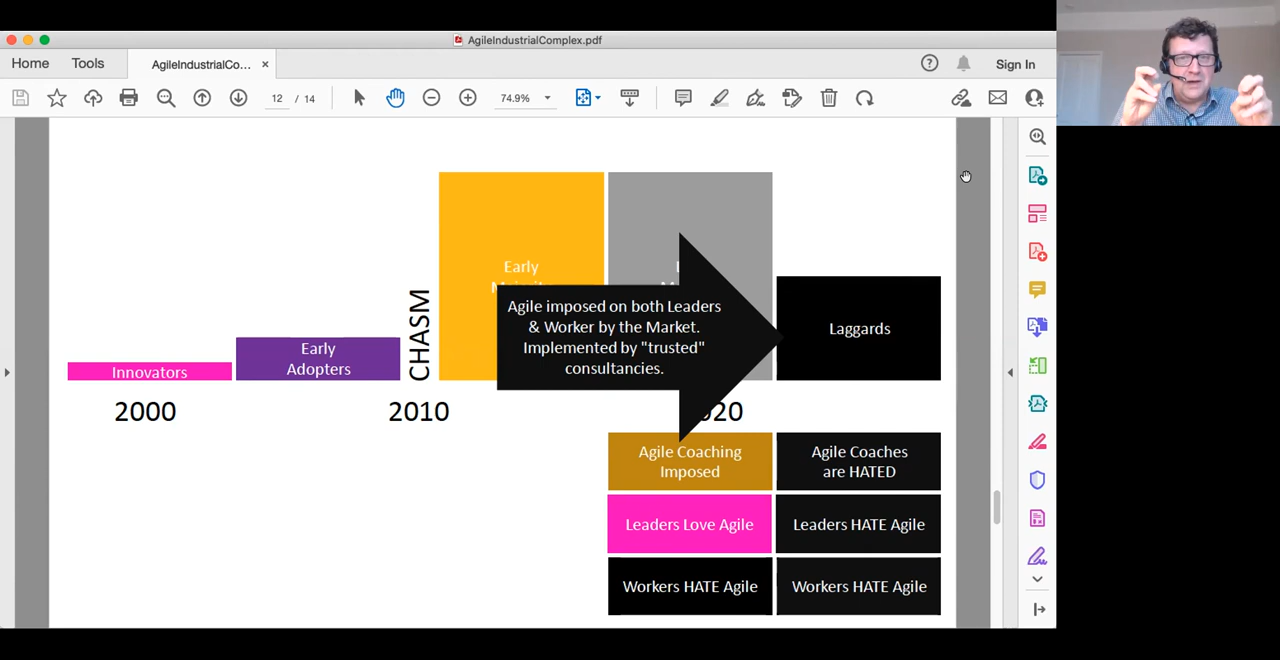 AgileIndustrialComplex.pdf
Home
Tools
AgileIndustrialCo...
Sign In
12 / 14
74.9%
Early
Agile imposed on both Leaders
& Worker by the Market.
Implemented by "trusted"
consultancies.
Laggards
CHASM
Early
Adopters
Innovators
2000
2010
20
Agile Coaching
Imposed
Agile Coaches
are HATED
Leaders Love Agile
Leaders HATE Agile
Workers HATE Agile
Workers HATE Agile